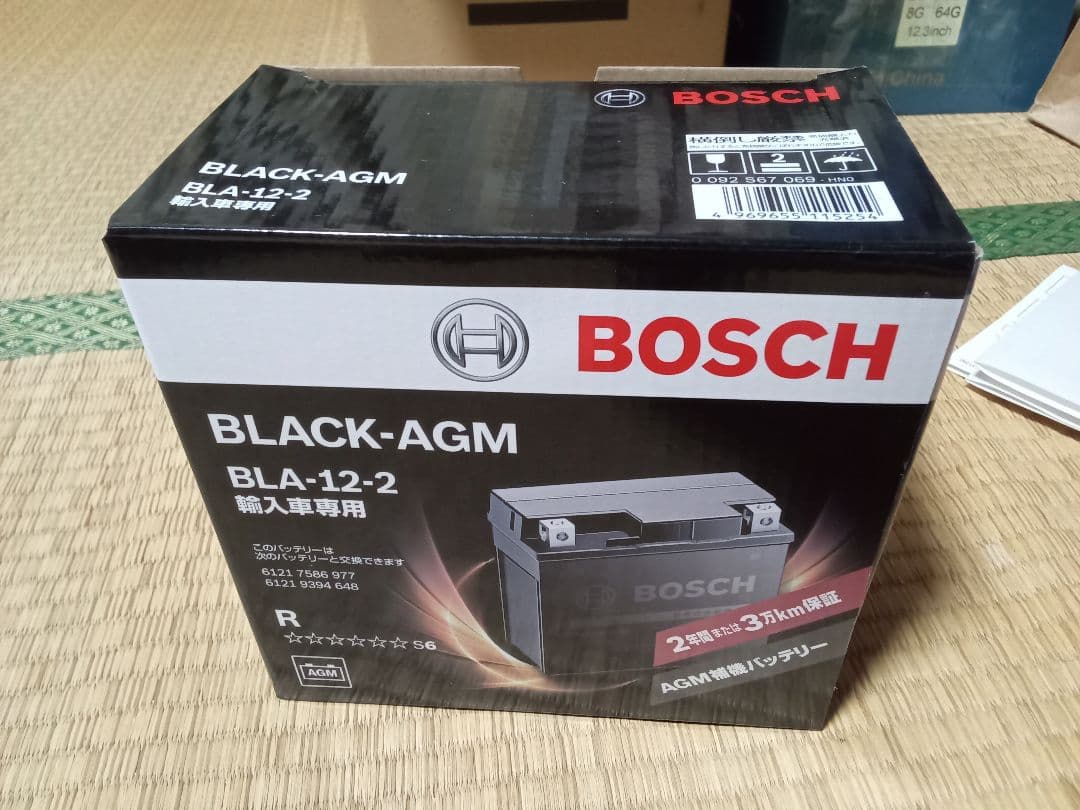 8G 64G
12.3inch
China
BOSCH
横倒し厳禁
2
0 092 S67 069 - HN0
4 969655 115254
BLACK-AGM
BLA-12-2
輸入車専用
BOSCH
BLACK-AGM
BLA-12-2
輸入車専用
このバッテリーは
次のバッテリーと交換できます
6121 7586 977
6121 9394 648
R
☆☆☆☆☆☆ S6
AGM
BOSCH
2年間または3万km保証
AGM補機バッテリー